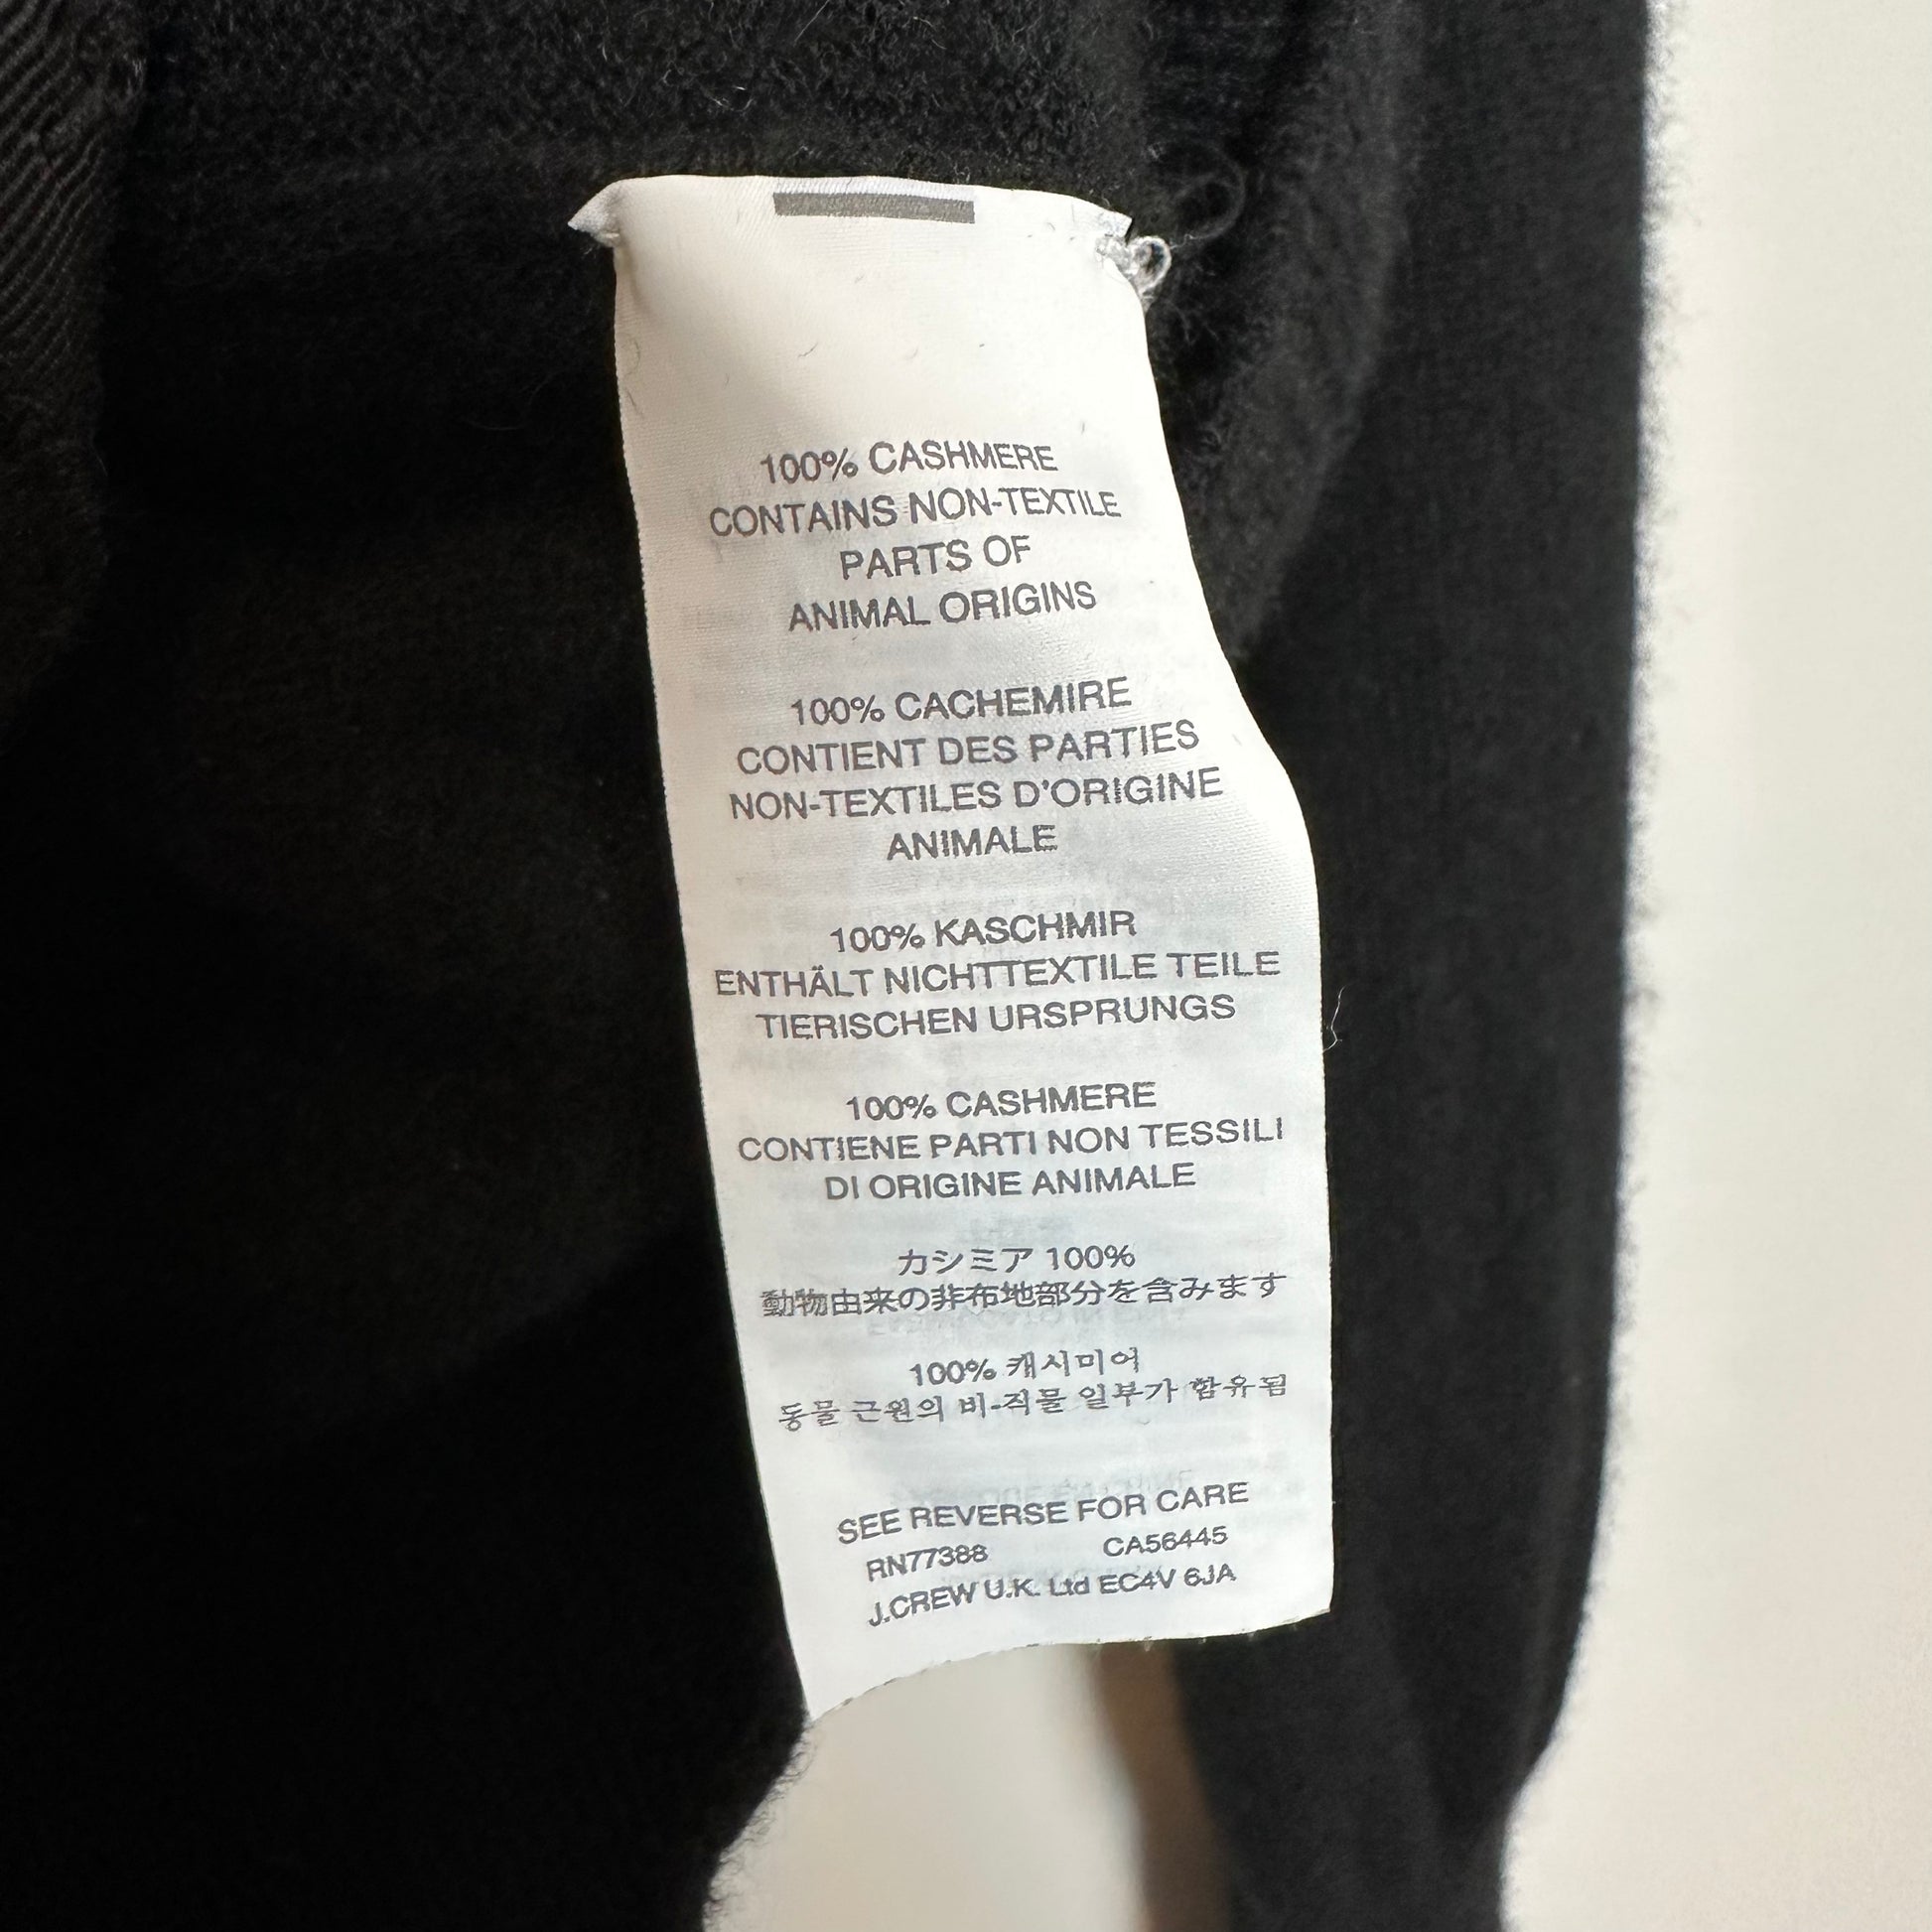 100% CASHMERE
CONTAINS NON-TEXTILE
PARTS OF
ANIMAL ORIGINS
100% CACHEMIRE
CONTIENT DES PARTIES
NON-TEXTILES D'ORIGINE
ANIMALE
100% KASCHMIR
ENTHÄLT NICHTTEXTILE TEILE
TIERISCHEN URSPRUNGS
100% CASHMERE
CONTIENE PARTI NON TESSILI
DI ORIGINE ANIMALE
カシミア 100%
動物由来の非布地部分を含みます
100% 캐시미어
동물 근원의 비-직물 일부가 함유됨
SEE REVERSE FOR CARE
RN77388 CA56445
J.CREW U.K. Ltd EC4V 6JA